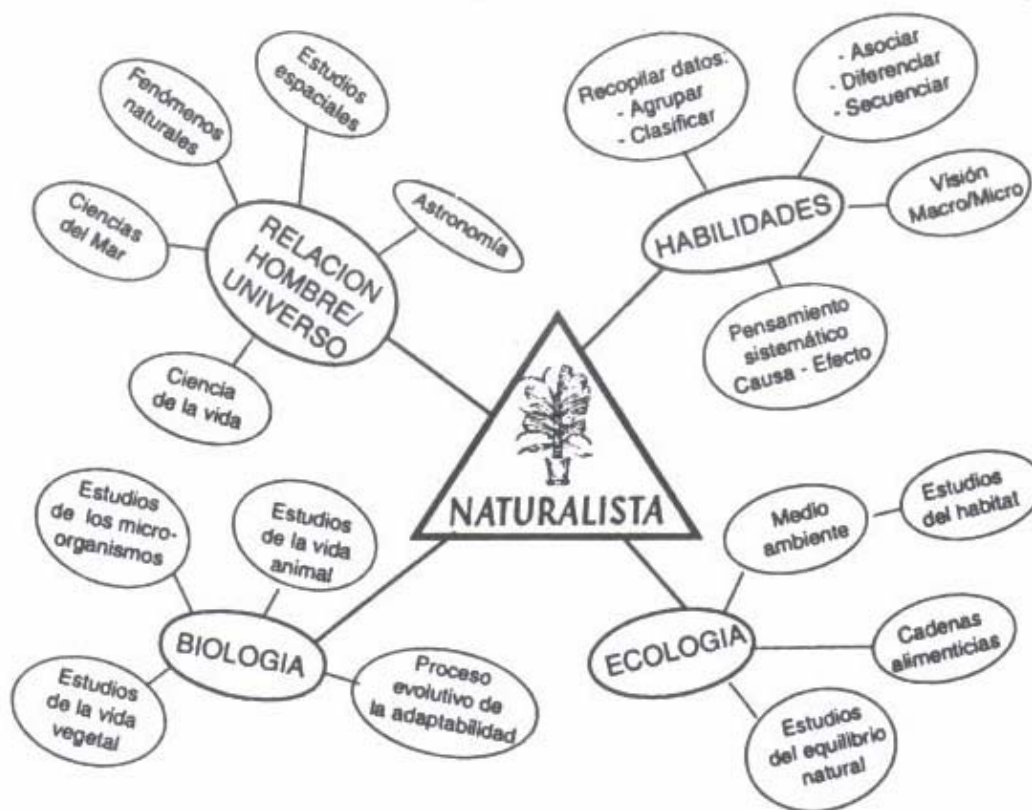 Estudios
espaciales
Fenómenos
naturales
Ciencias
del Mar
Astronomía
RELACION
HOMBRE/
UNIVERSO
Ciencia
de la vida
Recopilar datos:
- Agrupar
- Clasificar
- Asociar
- Diferenciar
- Secuenciar
HABILIDADES
Visión
Macro/Micro
Pensamiento
sistemático
Causa - Efecto
NATURALISTA
Estudios
de los micro-
organismos
Estudios
de la vida
animal
BIOLOGIA
Estudios
de la vida
vegetal
Proceso
evolutivo de
la adaptabilidad
Medio
ambiente
Estudios
del habitat
ECOLOGIA
Cadenas
alimenticias
Estudios
del equilibrio
natural